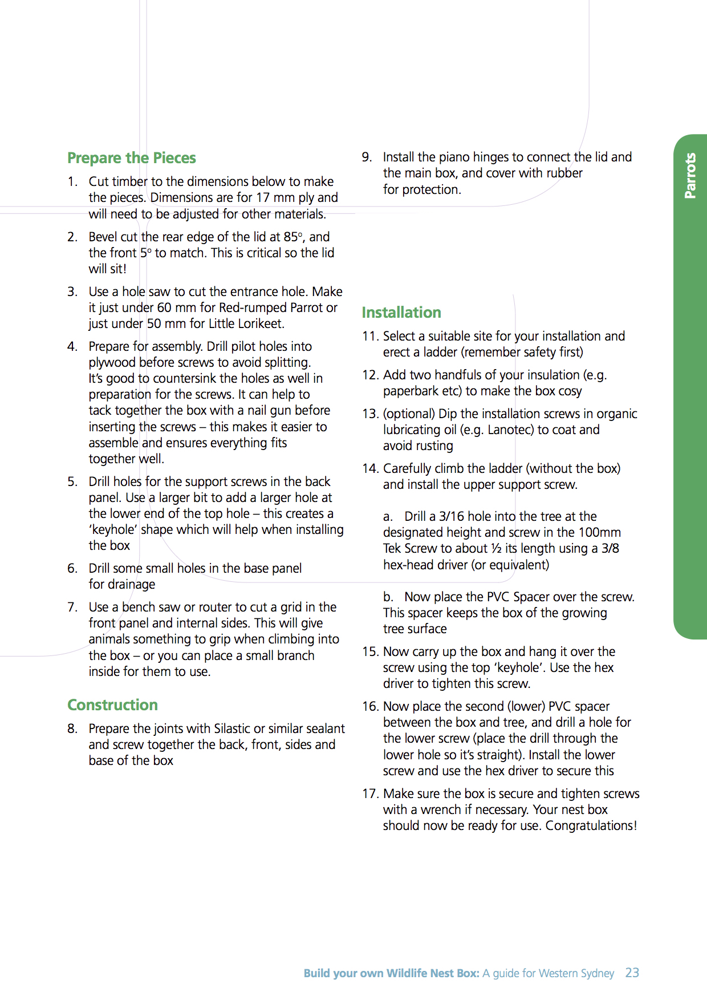 Prepare the Pieces
1. Cut timber to the dimensions below to make
the pieces. Dimensions are for 17 mm ply and
will need to be adjusted for other materials.
2. Bevel cut the rear edge of the lid at 85º, and
the front 5º to match. This is critical so the lid
will sit!
3. Use a hole saw to cut the entrance hole. Make
it just under 60 mm for Red-rumped Parrot or
just under 50 mm for Little Lorikeet.
4. Prepare for assembly. Drill pilot holes into
plywood before screws to avoid splitting.
It’s good to countersink the holes as well in
preparation for the screws. It can help to
tack together the box with a nail gun before
inserting the screws – this makes it easier to
assemble and ensures everything fits
together well.
5. Drill holes for the support screws in the back
panel. Use a larger bit to add a larger hole at
the lower end of the top hole – this creates a
‘keyhole’ shape which will help when installing
the box
6. Drill some small holes in the base panel
for drainage
7. Use a bench saw or router to cut a grid in the
front panel and internal sides. This will give
animals something to grip when climbing into
the box – or you can place a small branch
inside for them to use.
Construction
8. Prepare the joints with Silastic or similar sealant
and screw together the back, front, sides and
base of the box
9. Install the piano hinges to connect the lid and
the main box, and cover with rubber
for protection.
Installation
11. Select a suitable site for your installation and
erect a ladder (remember safety first)
12. Add two handfuls of your insulation (e.g.
paperbark etc) to make the box cosy
13. (optional) Dip the installation screws in organic
lubricating oil (e.g. Lanotec) to coat and
avoid rusting
14. Carefully climb the ladder (without the box)
and install the upper support screw.
a. Drill a 3/16 hole into the tree at the
designated height and screw in the 100mm
Tek Screw to about ½ its length using a 3/8
hex-head driver (or equivalent)
b. Now place the PVC Spacer over the screw.
This spacer keeps the box of the growing
tree surface
15. Now carry up the box and hang it over the
screw using the top ‘keyhole’. Use the hex
driver to tighten this screw.
16. Now place the second (lower) PVC spacer
between the box and tree, and drill a hole for
the lower screw (place the drill through the
lower hole so it’s straight). Install the lower
screw and use the hex driver to secure this
17. Make sure the box is secure and tighten screws
with a wrench if necessary. Your nest box
should now be ready for use. Congratulations!
Parrots
Build your own Wildlife Nest Box: A guide for Western Sydney 23